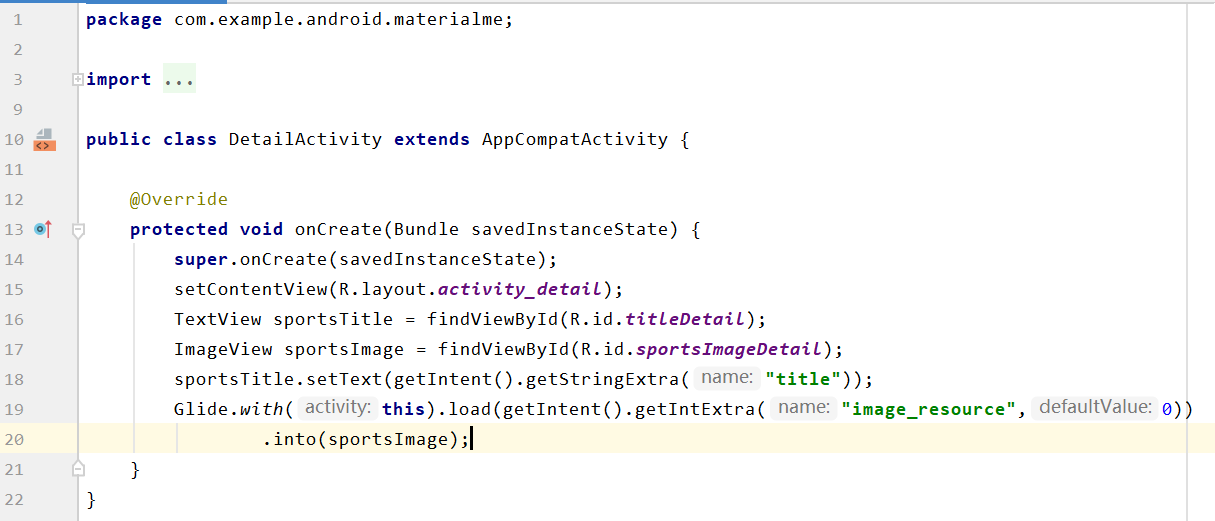 1 package com.example.android.materialme;
2
3 import ...
9
10 public class DetailActivity extends AppCompatActivity {
11
12 @Override
13 protected void onCreate(Bundle savedInstanceState) {
14 super.onCreate(savedInstanceState);
15 setContentView(R.layout.activity_detail);
16 TextView sportsTitle = findViewById(R.id.titleDetail);
17 ImageView sportsImage = findViewById(R.id.sportsImageDetail);
18 sportsTitle.setText(getIntent().getStringExtra( name: "title"));
19 Glide.with( activity: this).load(getIntent().getIntExtra( name: "image_resource", defaultValue: 0))
20 .into(sportsImage);
21 }
22 }